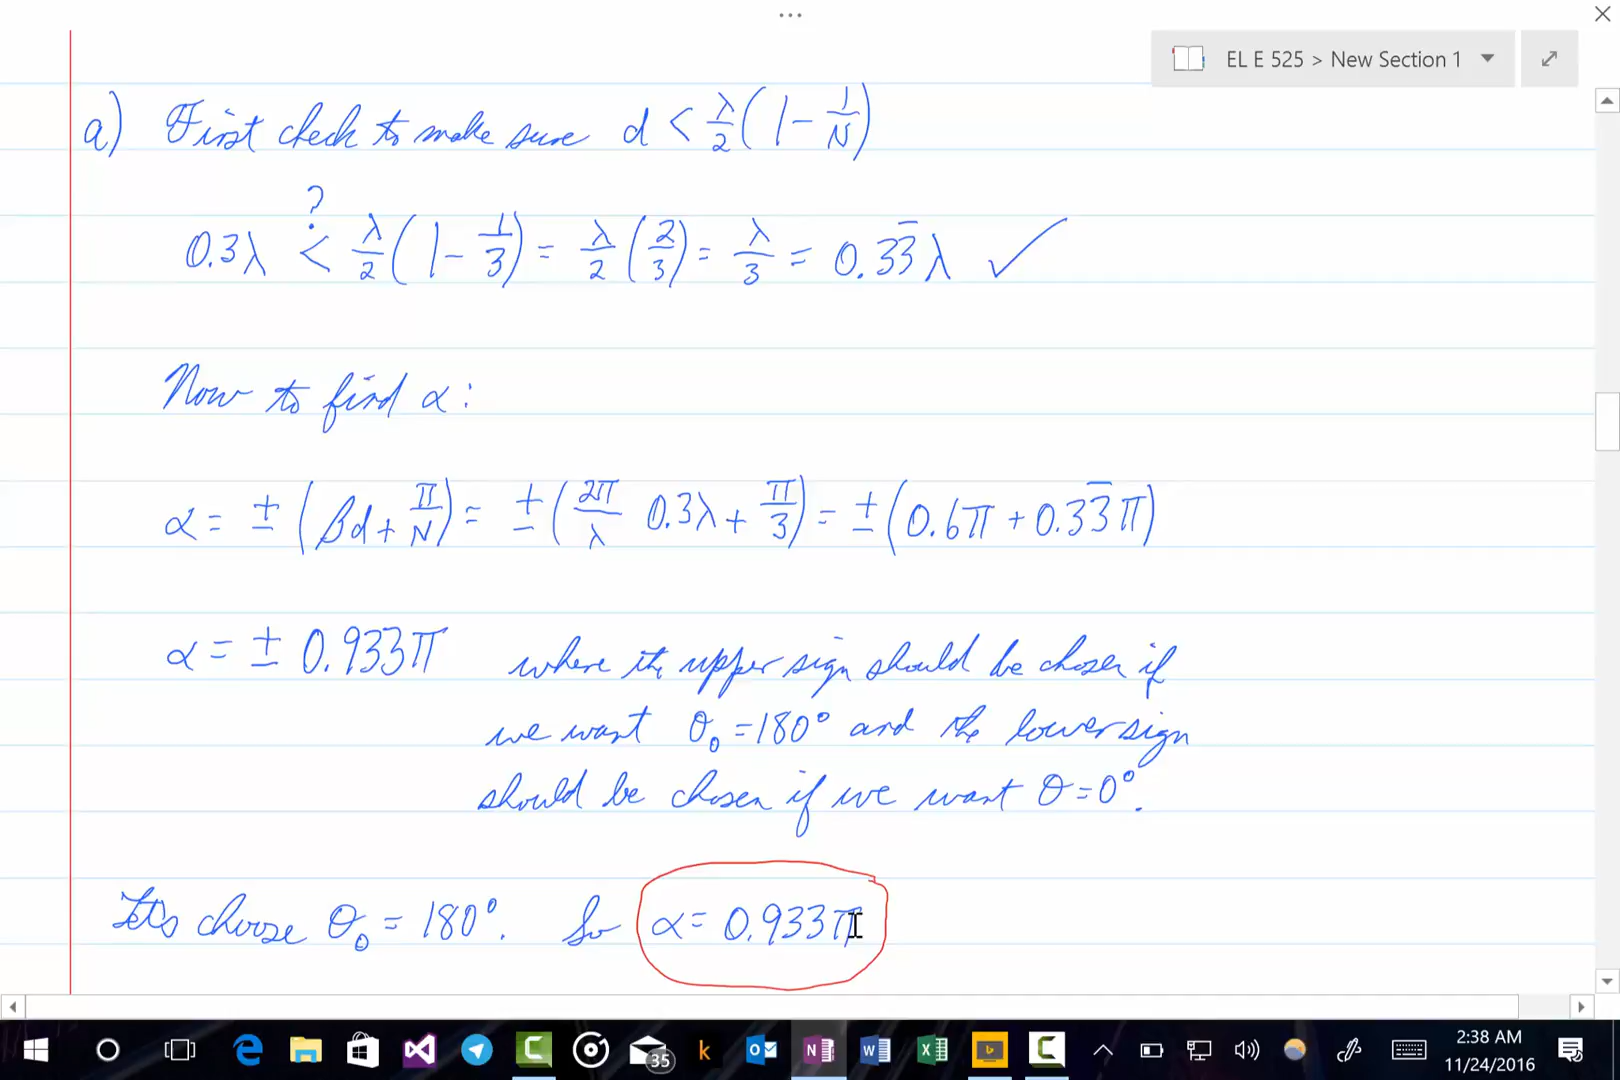 EL E 525 > New Section 1
a) First check to make sure d < λ/2 (1 - 1/N)
0.3λ <? λ/2 (1 - 1/3) = λ/2 (2/3) = λ/3 = 0.33̅λ ✓
Now to find α:
α = ± (βd + π/N) = ± (2π/λ 0.3λ + π/3) = ± (0.6π + 0.33̅π)
α = ± 0.933̅π where the upper sign should be chosen if
we want θ₀ = 180° and the lower sign
should be chosen if we want θ = 0°.
Let's choose θ₀ = 180°. So α = 0.933π
35
2:38 AM
11/24/2016